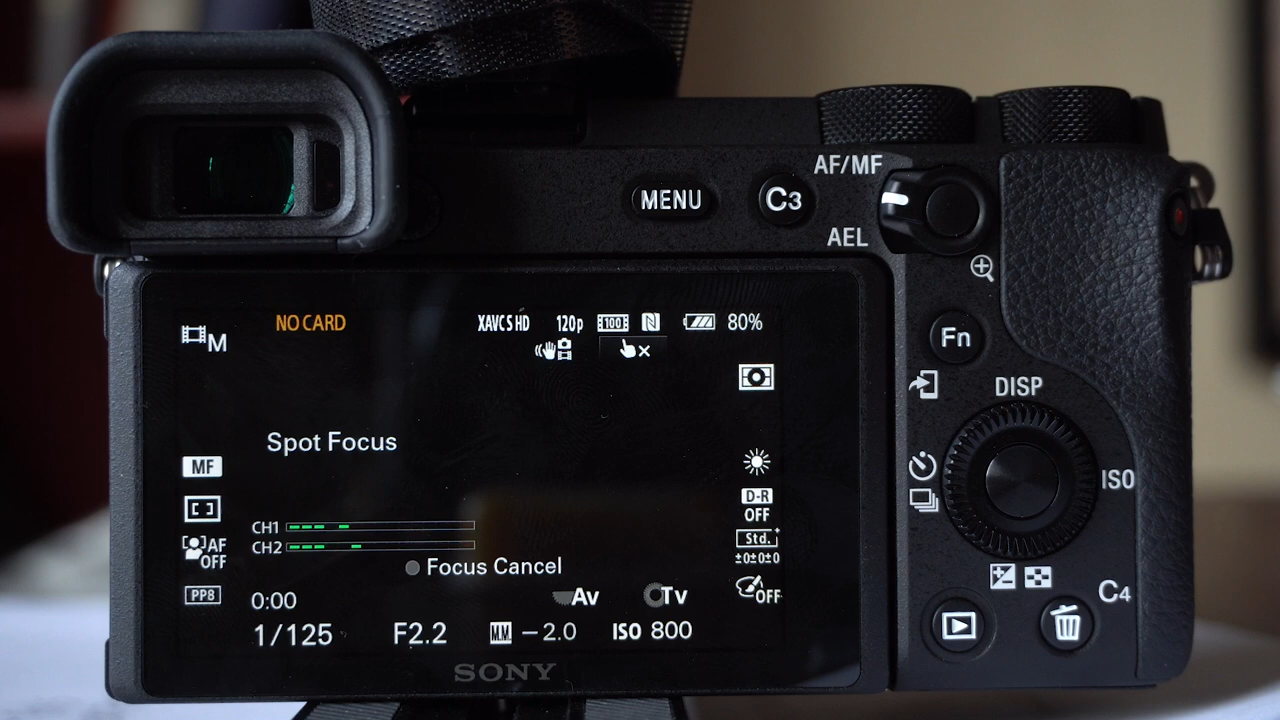 AF/MF
MENU
C3
AEL
NO CARD
XAVC S HD 120p 100 80%
M
Fn
DISP
Spot Focus
MF
ISO
D-R
OFF
CH1
CH2
Std.
±0±0±0
AF
OFF
Focus Cancel
PP8
0:00
Av
Tv
OFF
C4
1/125 F2.2 M.M. −2.0 ISO 800
SONY